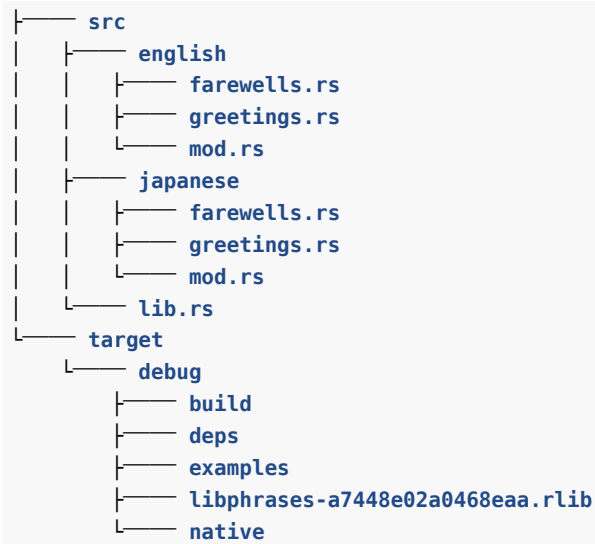 src
english
farewells.rs
greetings.rs
mod.rs
japanese
farewells.rs
greetings.rs
mod.rs
lib.rs
target
debug
build
deps
examples
libphrases-a7448e02a0468eaa.rlib
native